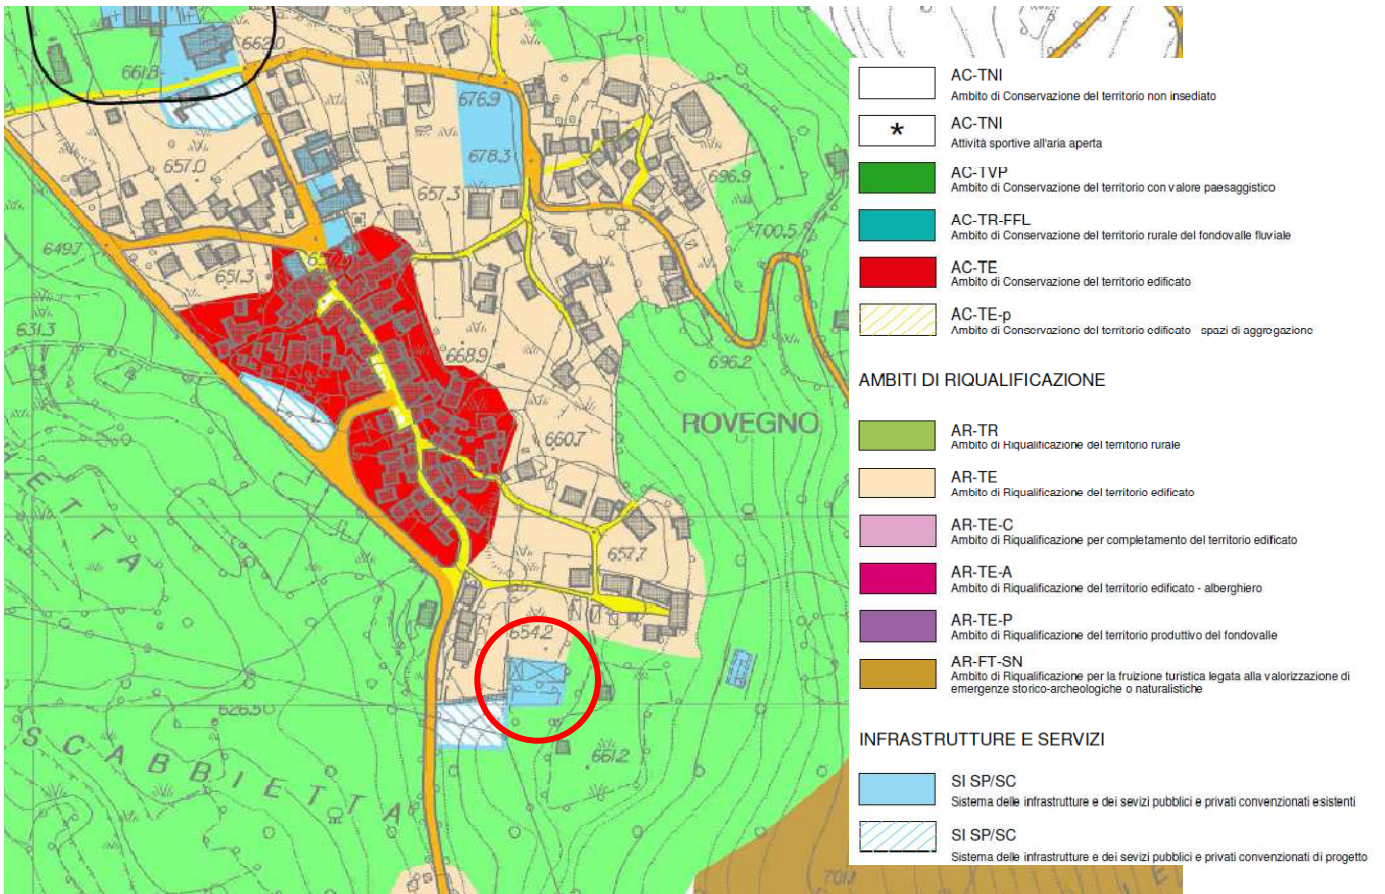 662.0
661.8
676.9
678.3
657.0
657.3
696.9
700.5
649.7
651.3
631.3
668.9
696.2
ROVEGNO
660.7
ETTA
657.7
654.2
626.5
SCABBIETTA
661.2
701.1
AC-TNI
Ambito di Conservazione del territorio non insediato
*
AC-TNI
Attività sportive all'aria aperta
AC-TVP
Ambito di Conservazione del territorio con valore paesaggistico
AC-TR-FFL
Ambito di Conservazione del territorio rurale del fondovalle fluviale
AC-TE
Ambito di Conservazione del territorio edificato
AC-TE-p
Ambito di Conservazione del territorio edificato spazi di aggregazione
AMBITI DI RIQUALIFICAZIONE
AR-TR
Ambito di Riqualificazione del territorio rurale
AR-TE
Ambito di Riqualificazione del territorio edificato
AR-TE-C
Ambito di Riqualificazione per completamento del territorio edificato
AR-TE-A
Ambito di Riqualificazione del territorio edificato - alberghiero
AR-TE-P
Ambito di Riqualificazione del territorio produttivo del fondovalle
AR-FT-SN
Ambito di Riqualificazione per la fruizione turistica legata alla valorizzazione di
emergenze storico-archeologiche o naturalistiche
INFRASTRUTTURE E SERVIZI
SI SP/SC
Sistema delle infrastrutture e dei sevizi pubblici e privati convenzionati esistenti
SI SP/SC
Sistema delle infrastrutture e dei sevizi pubblici e privati convenzionati di progetto